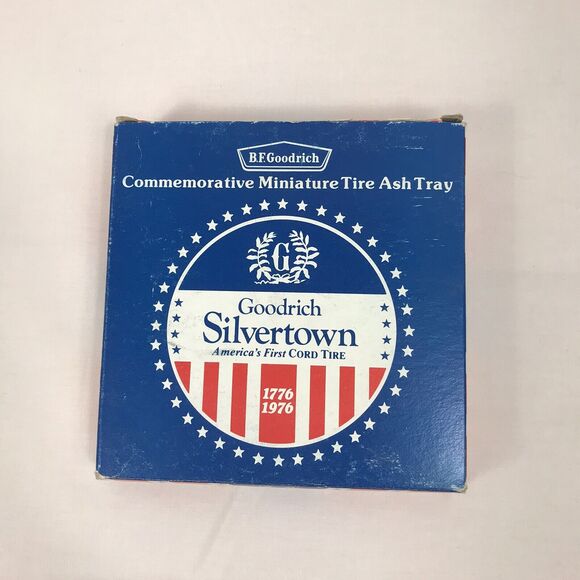 B.F.Goodrich
Commemorative Miniature Tire Ash Tray
G
Goodrich
Silvertown
America's First CORD TIRE
1776
1976